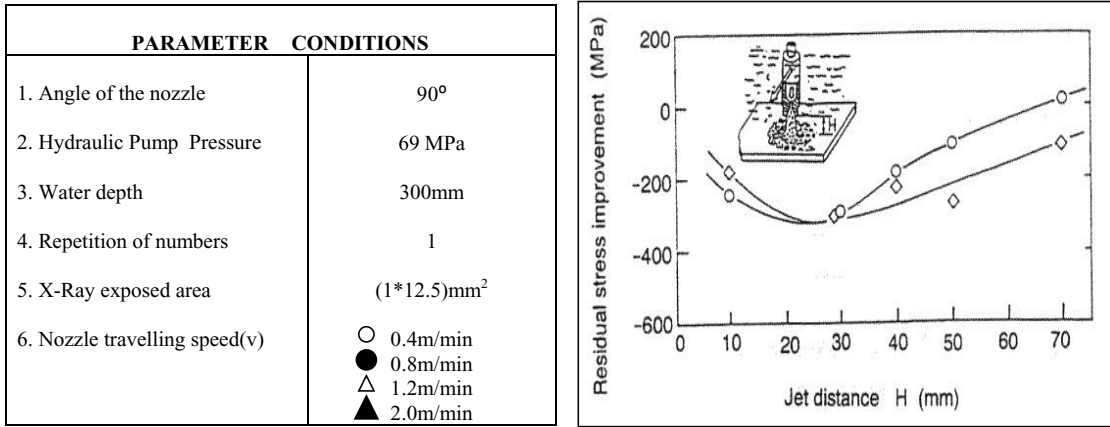 PARAMETER CONDITIONS
1. Angle of the nozzle 90º
2. Hydraulic Pump Pressure 69 MPa
3. Water depth 300mm
4. Repetition of numbers 1
5. X-Ray exposed area (1*12.5)mm²
6. Nozzle travelling speed(v) ○ 0.4m/min
● 0.8m/min
△ 1.2m/min
▲ 2.0m/min
Residual stress improvement (MPa)
200
0
-200
-400
-600
H
0 10 20 30 40 50 60 70
Jet distance H (mm)